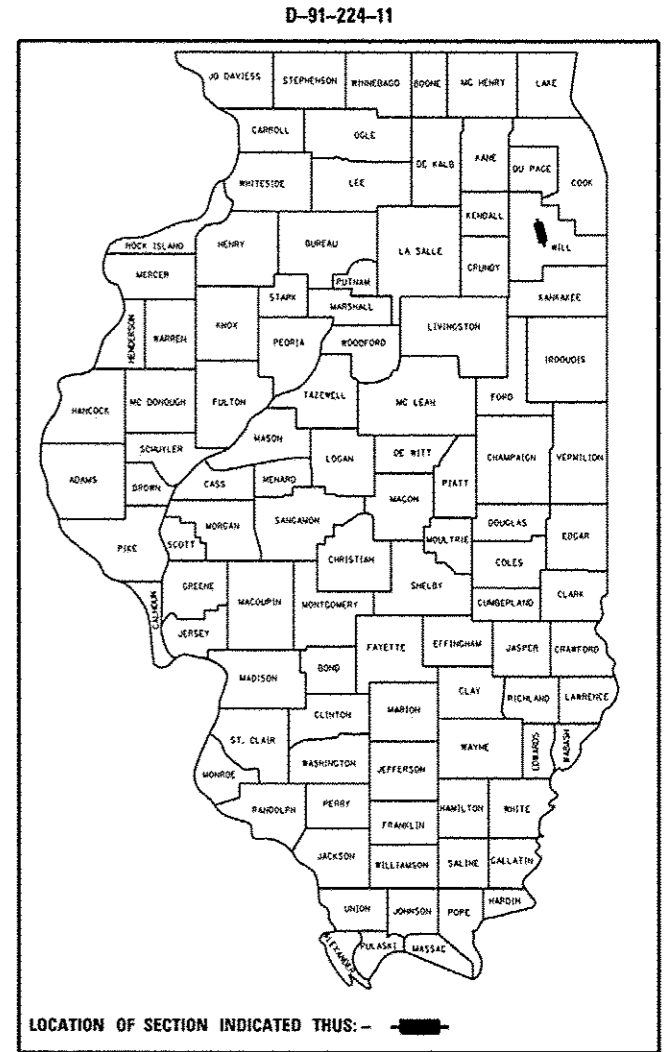 D-91-224-11
JO DAVIESS STEPHENSON WINNEBAGO BOONE MC HENRY LAKE
CARROLL OGLE DE KALB KANE DU PAGE COOK
WHITESIDE LEE KENDALL
ROCK ISLAND HENRY BUREAU LA SALLE GRUNDY WILL
MERCER PUTNAM KANKAKEE
HENDERSON WARREN KNOX STARK MARSHALL LIVINGSTON
PEORIA WOODFORD IROQUOIS
HANCOCK MC DONOUGH FULTON TAZEWELL MC LEAN FORD
SCHUYLER MASON LOGAN DE WITT CHAMPAIGN VERMILION
ADAMS BROWN CASS MENARD MACON PIATT
MORGAN SANGAMON DOUGLAS EDGAR
PIKE SCOTT CHRISTIAN MOULTRIE COLES
GREENE MACOUPIN MONTGOMERY SHELBY CUMBERLAND CLARK
CALHOUN JERSEY
FAYETTE EFFINGHAM JASPER CRAWFORD
MADISON BOND CLAY RICHLAND LAWRENCE
CLINTON MARION
ST. CLAIR WAYNE EDWARDS WABASH
MONROE WASHINGTON JEFFERSON
RANDOLPH PERRY HAMILTON WHITE
FRANKLIN
JACKSON WILLIAMSON SALINE GALLATIN
UNION JOHNSON POPE HARDIN
ALEXANDER PULASKI MASSAC
LOCATION OF SECTION INDICATED THUS: -